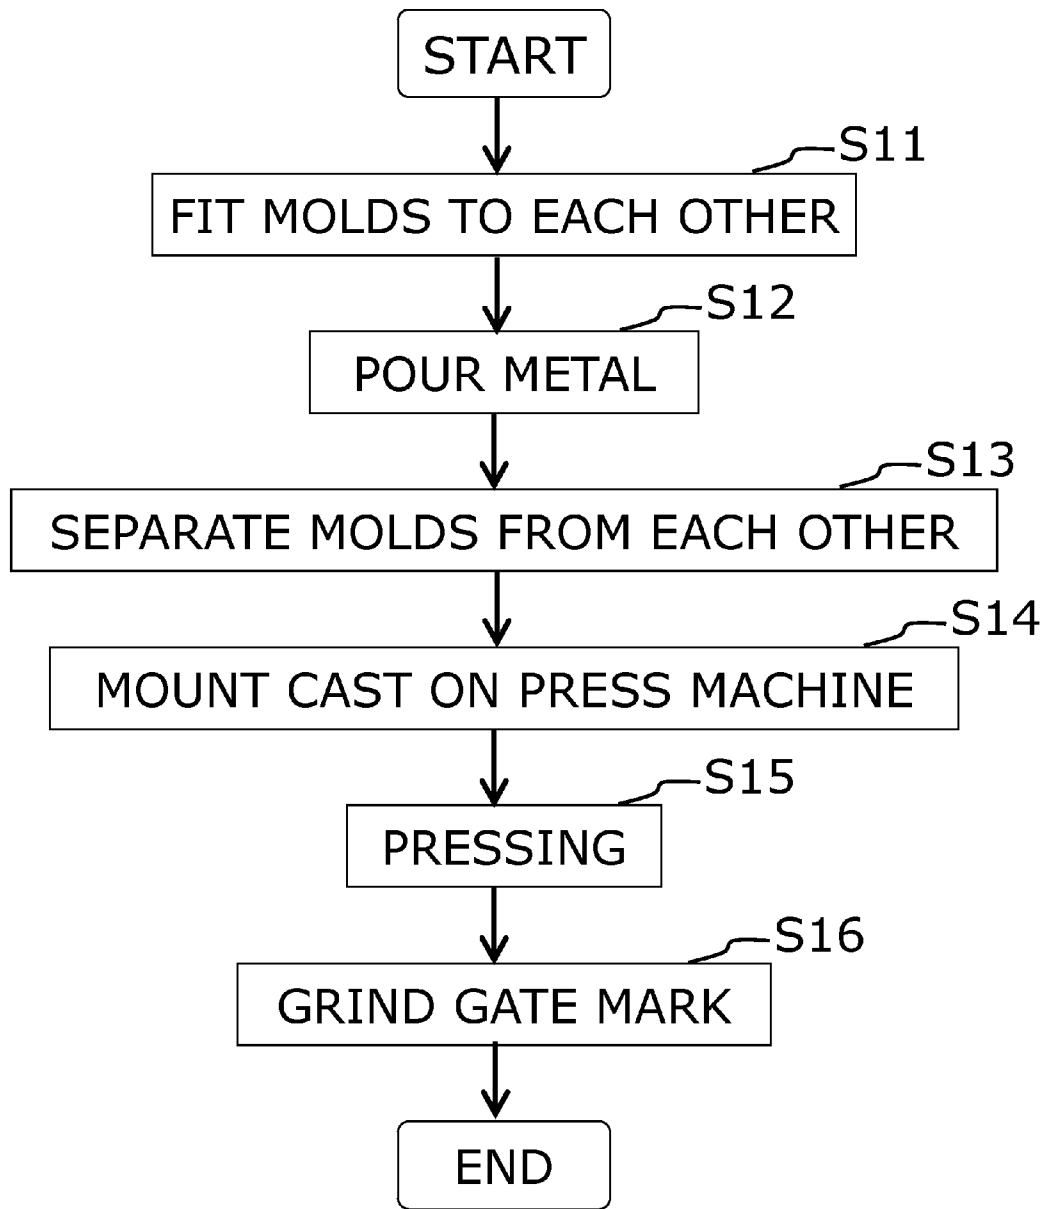 START
S11
FIT MOLDS TO EACH OTHER
S12
POUR METAL
S13
SEPARATE MOLDS FROM EACH OTHER
S14
MOUNT CAST ON PRESS MACHINE
S15
PRESSING
S16
GRIND GATE MARK
END